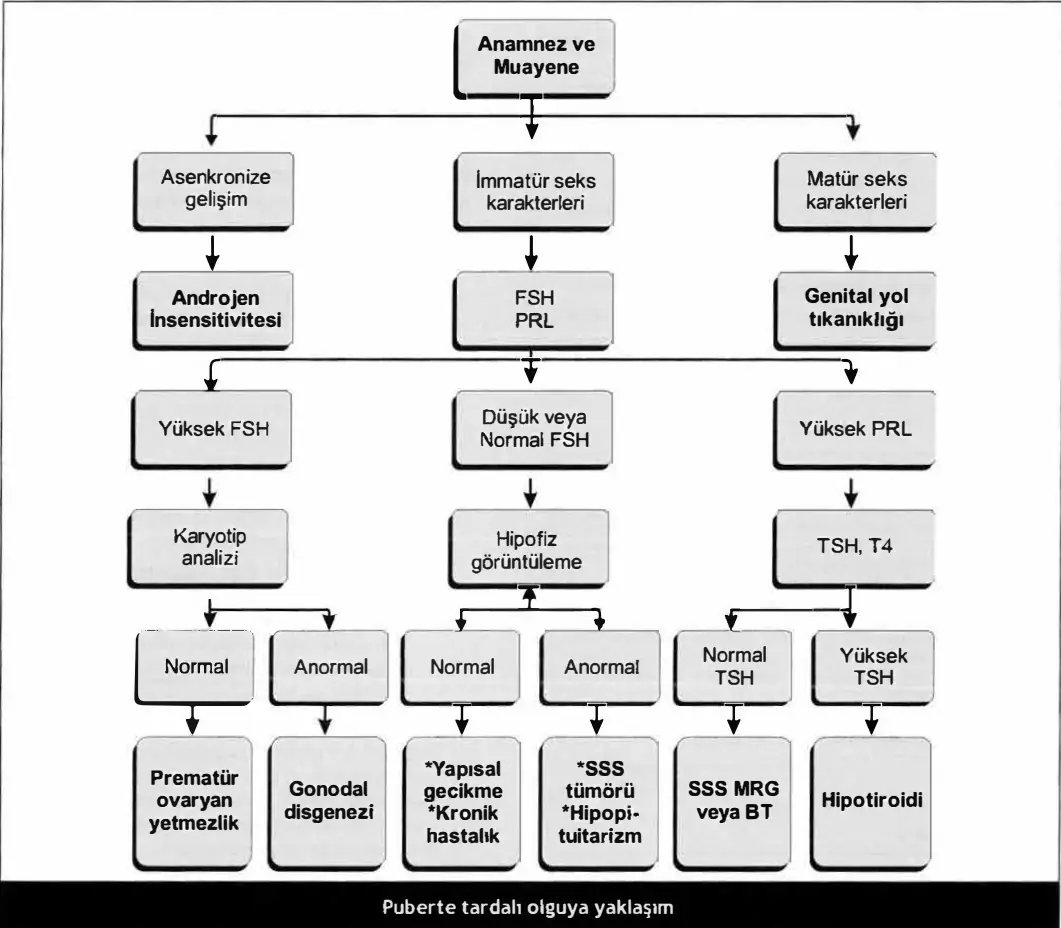 Anamnez ve
Muayene
Asenkronize
gelişim
İmmatür seks
karakterleri
Matür seks
karakterleri
Androjen
İnsensitivitesi
FSH
PRL
Genital yol
tıkanıklığı
Yüksek FSH
Düşük veya
Normal FSH
Yüksek PRL
Karyotip
analizi
Hipofiz
görüntüleme
TSH, T4
Normal
Anormal
Normal
Anormal
Normal
TSH
Yüksek
TSH
Prematür
ovaryan
yetmezlik
Gonodal
disgenezi
*Yapısal
gecikme
*Kronik
hastalık
*SSS
tümörü
*Hipopi-
tuitarizm
SSS MRG
veya BT
Hipotiroidi
Puberte tardalı olguya yaklaşım